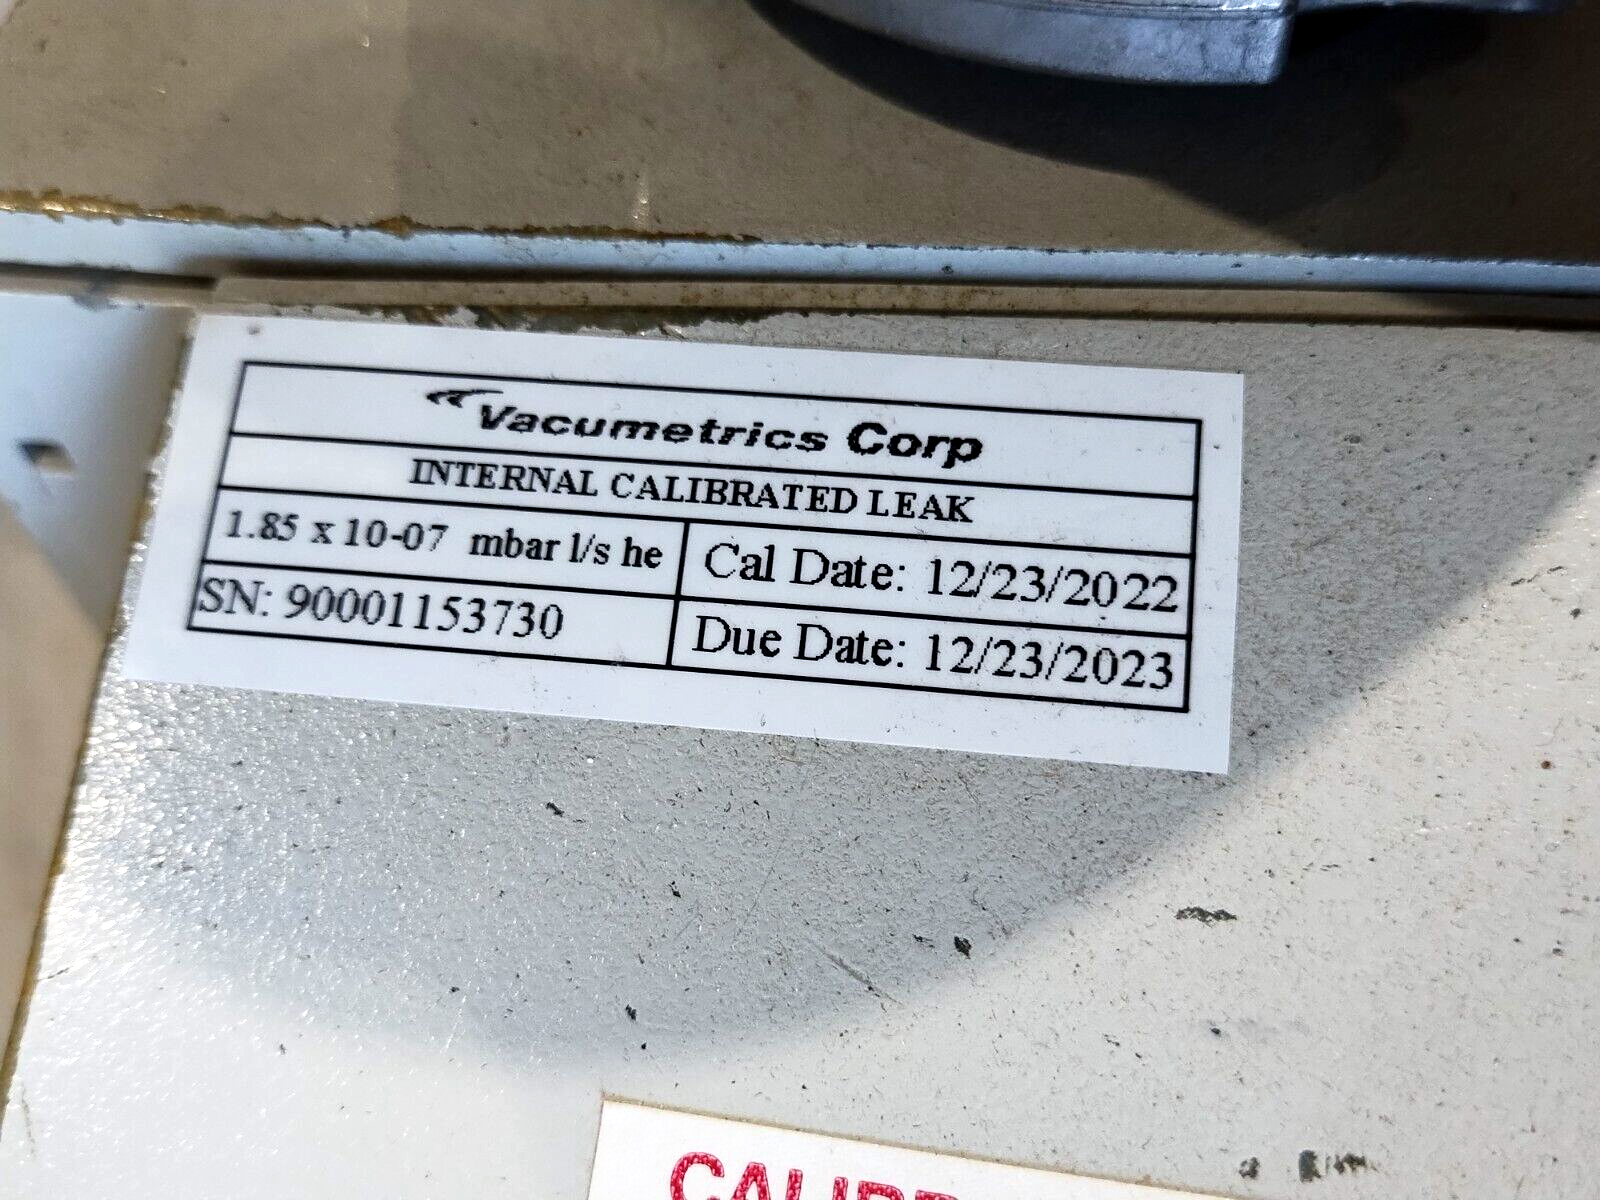 Vacumetrics Corp
INTERNAL CALIBRATED LEAK
1.85 x 10-07 mbar l/s he
Cal Date: 12/23/2022
SN: 90001153730
Due Date: 12/23/2023